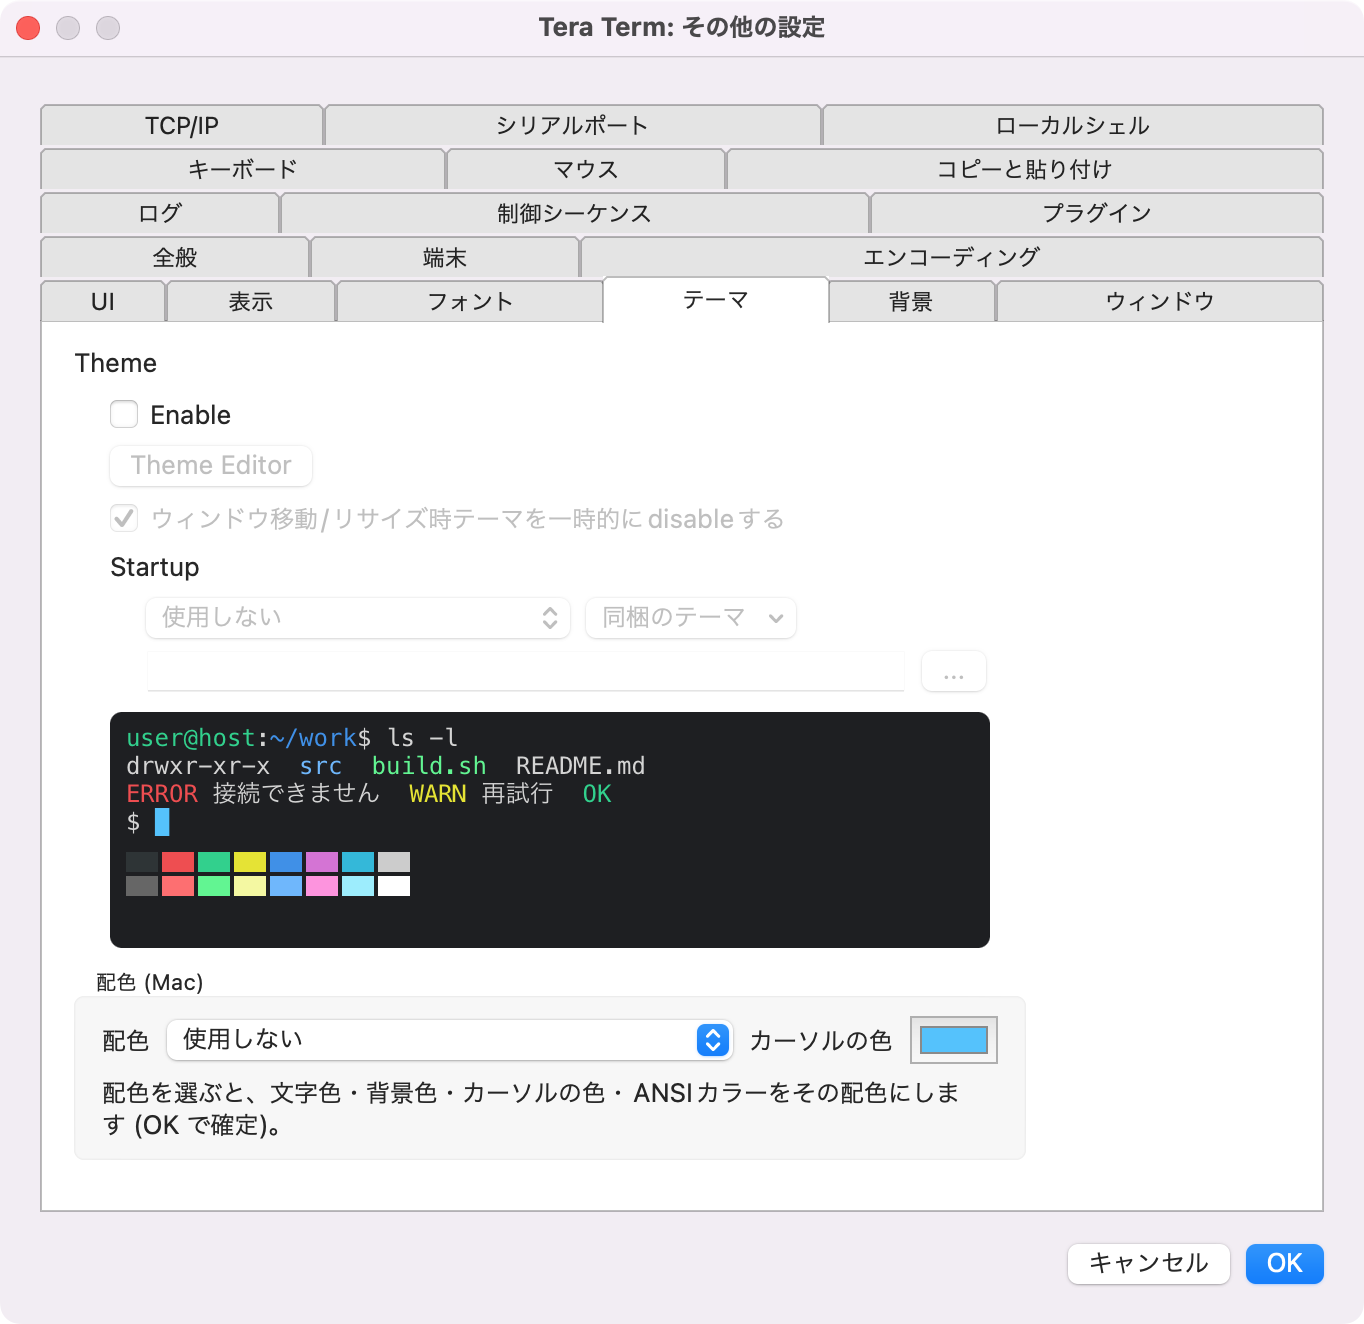 Tera Term: その他の設定
TCP/IP シリアルポート ローカルシェル
キーボード マウス コピーと貼り付け
ログ 制御シーケンス プラグイン
全般 端末 エンコーディング
UI 表示 フォント テーマ 背景 ウィンドウ
Theme
Enable
Theme Editor
ウィンドウ移動/リサイズ時テーマを一時的に disable する
Startup
使用しない 同梱のテーマ
...
user@host:~/work$ ls -l
drwxr-xr-x src build.sh README.md
ERROR 接続できません WARN 再試行 OK
$
配色 (Mac)
配色 使用しない カーソルの色
配色を選ぶと、文字色・背景色・カーソルの色・ANSIカラーをその配色にしま
す (OK で確定)。
キャンセル OK